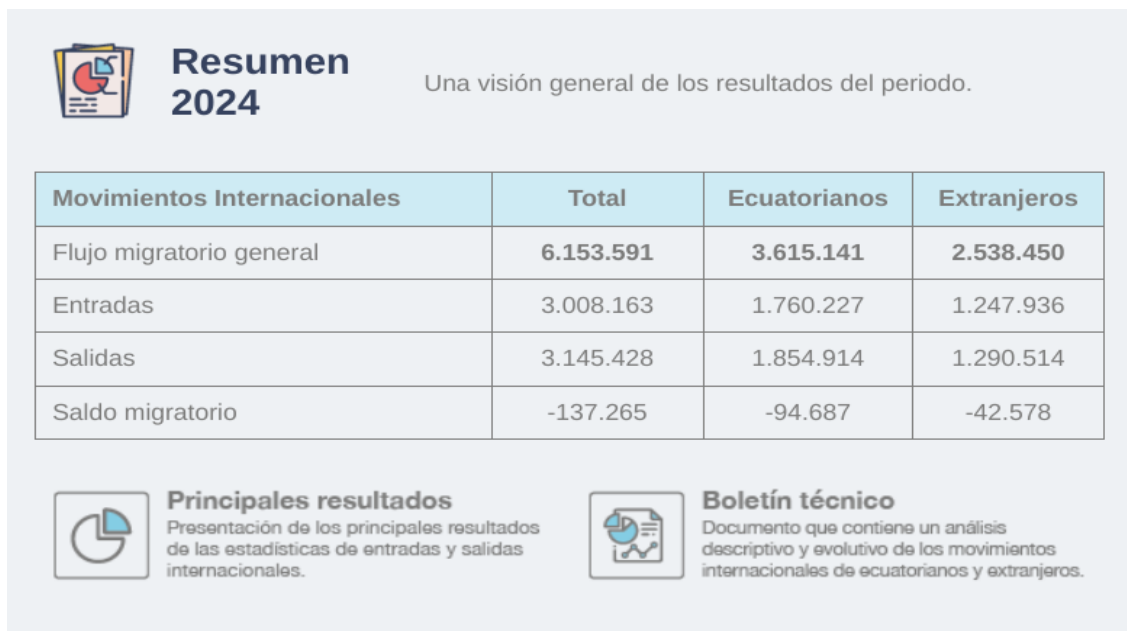 Resumen
2024
Una visión general de los resultados del periodo.
Movimientos Internacionales Total Ecuatorianos Extranjeros
Flujo migratorio general 6.153.591 3.615.141 2.538.450
Entradas 3.008.163 1.760.227 1.247.936
Salidas 3.145.428 1.854.914 1.290.514
Saldo migratorio -137.265 -94.687 -42.578
Principales resultados
Presentación de los principales resultados
de las estadísticas de entradas y salidas
internacionales.
Boletín técnico
Documento que contiene un análisis
descriptivo y evolutivo de los movimientos
internacionales de ecuatorianos y extranjeros.